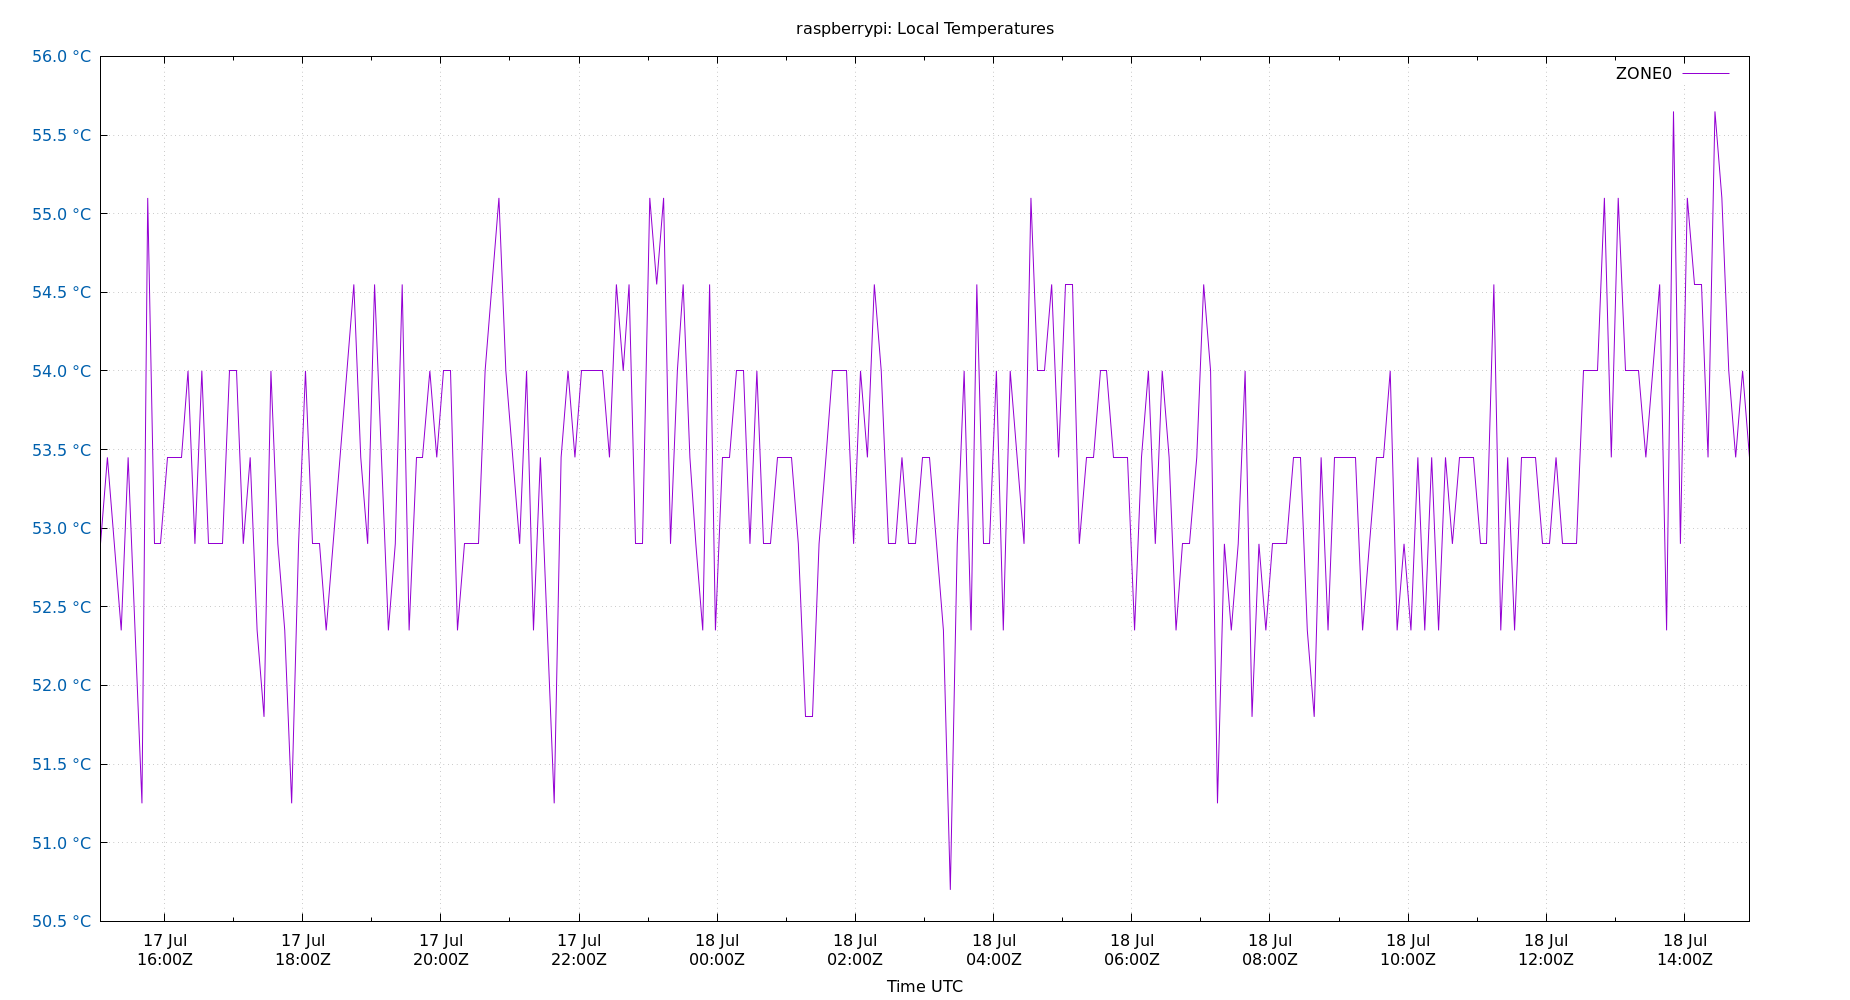 raspberrypi: Local Temperatures
ZONE0
56.0 °C
55.5 °C
55.0 °C
54.5 °C
54.0 °C
53.5 °C
53.0 °C
52.5 °C
52.0 °C
51.5 °C
51.0 °C
50.5 °C
17 Jul
16:00Z
17 Jul
18:00Z
17 Jul
20:00Z
17 Jul
22:00Z
18 Jul
00:00Z
18 Jul
02:00Z
18 Jul
04:00Z
18 Jul
06:00Z
18 Jul
08:00Z
18 Jul
10:00Z
18 Jul
12:00Z
18 Jul
14:00Z
Time UTC